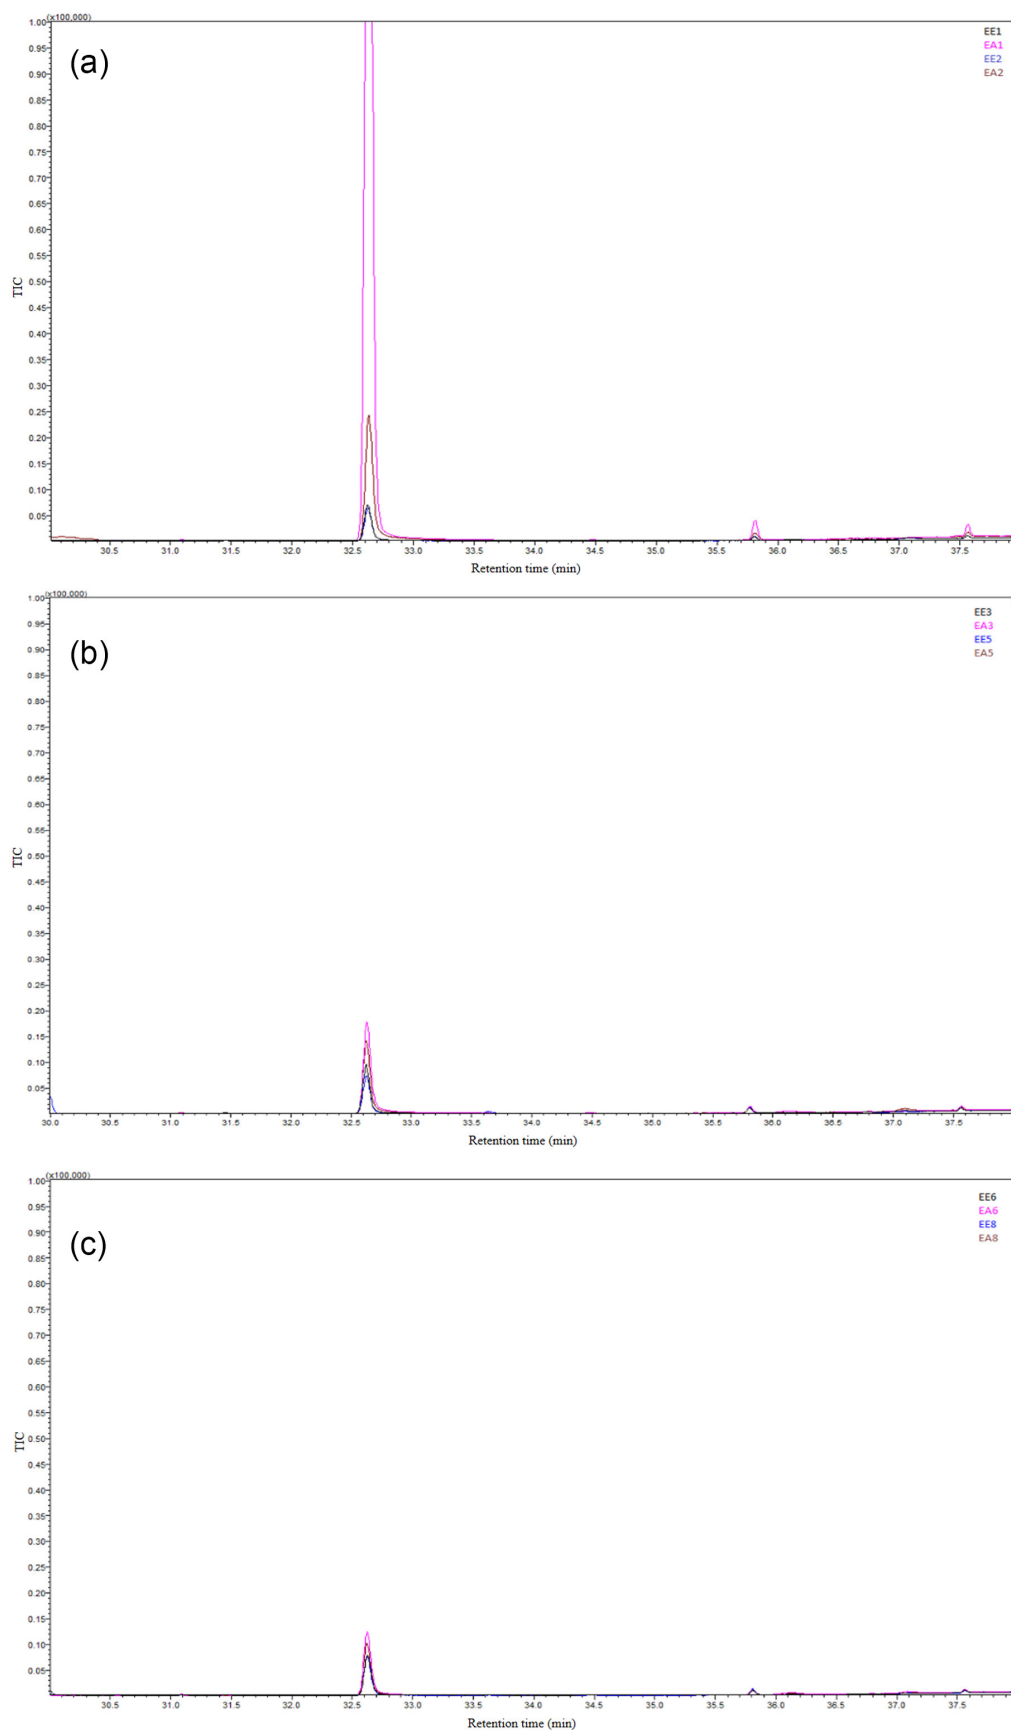 (x100,000)
1.00
0.95
0.90
0.85
0.80
0.75
0.70
0.65
0.60
0.55
0.50
0.45
0.40
0.35
0.30
0.25
0.20
0.15
0.10
0.05
TIC
(a)
EE1
EA1
EE2
EA2
30.5 31.0 31.5 32.0 32.5 33.0 33.5 34.0 34.5 35.0 35.5 36.0 36.5 37.0 37.5
Retention time (min)
(x100,000)
1.00
0.95
0.90
0.85
0.80
0.75
0.70
0.65
0.60
0.55
0.50
0.45
0.40
0.35
0.30
0.25
0.20
0.15
0.10
0.05
TIC
(b)
EE3
EA3
EE5
EA5
30.0 30.5 31.0 31.5 32.0 32.5 33.0 33.5 34.0 34.5 35.0 35.5 36.0 36.5 37.0 37.5
Retention time (min)
(x100,000)
1.00
0.95
0.90
0.85
0.80
0.75
0.70
0.65
0.60
0.55
0.50
0.45
0.40
0.35
0.30
0.25
0.20
0.15
0.10
0.05
TIC
(c)
EE6
EA6
EE8
EA8
30.5 31.0 31.5 32.0 32.5 33.0 33.5 34.0 34.5 35.0 35.5 36.0 36.5 37.0 37.5
Retention time (min)